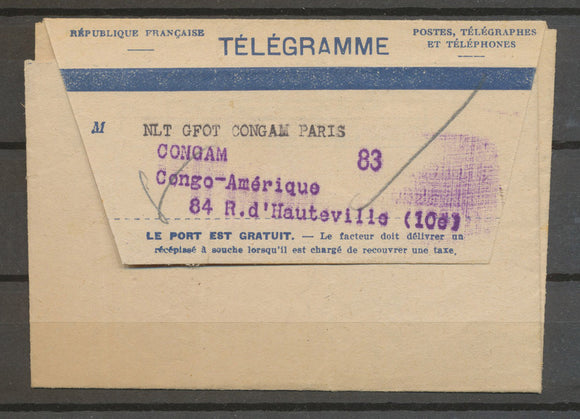 RÉPUBLIQUE FRANÇAISE
TÉLÉGRAMME
POSTES, TÉLÉGRAPHES
ET TÉLÉPHONES
M NLT GFOT CONGAM PARIS
CONGAM 83
Congo-Amérique
84 R.d'Hauteville (10e)
LE PORT EST GRATUIT. — Le facteur doit délivrer un
récépissé à souche lorsqu'il est chargé de recouvrer une taxe.